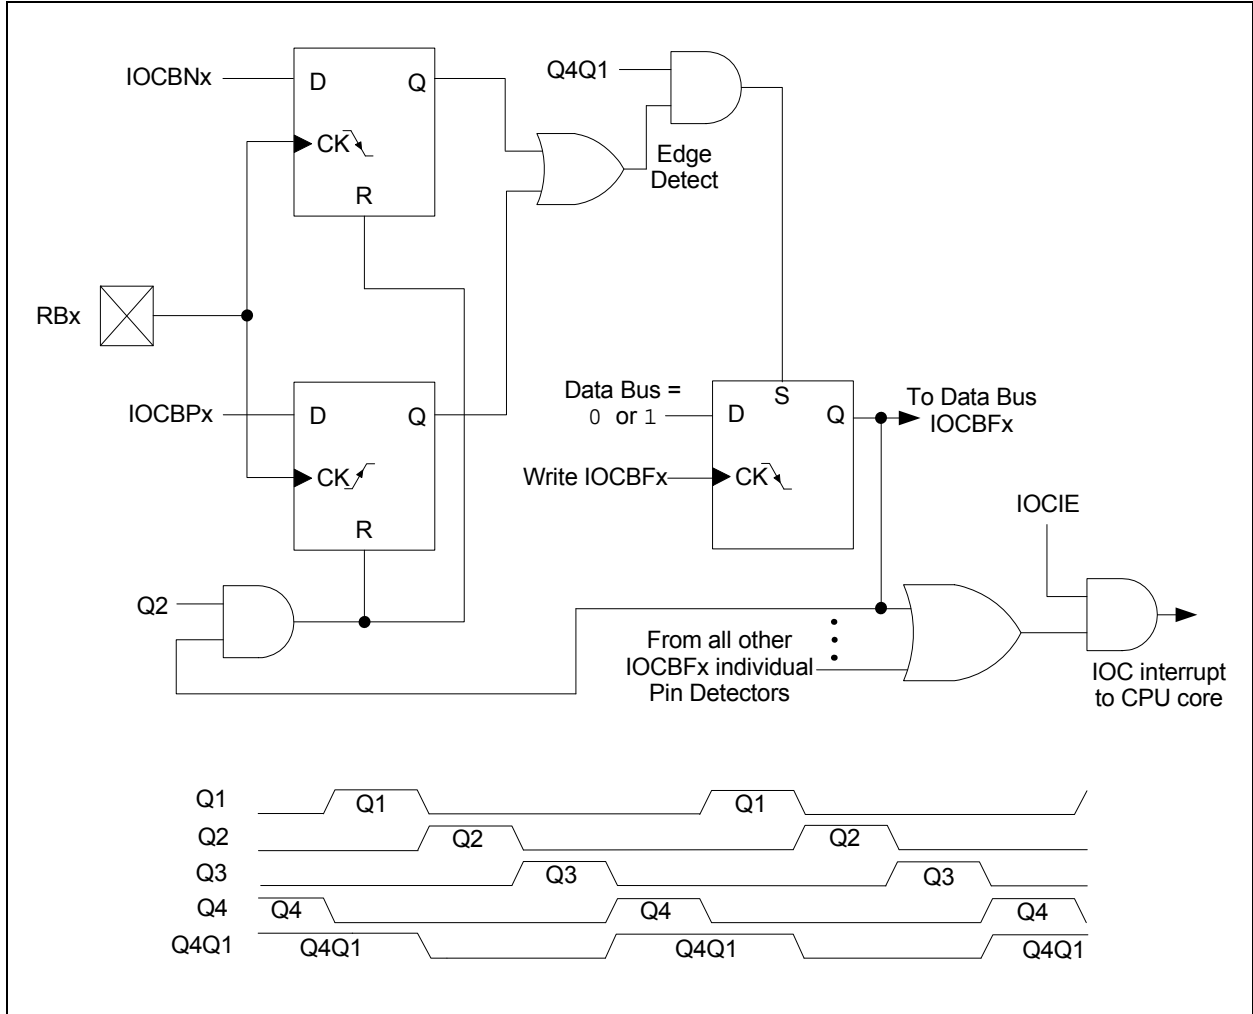 IOCBNx
D
Q
CK
R
Q4Q1
Edge
Detect
RBx
IOCBPx
D
Q
CK
R
Data Bus =
0 or 1
S
D
Q
To Data Bus
IOCBFx
Write IOCBFx
CK
IOCIE
Q2
From all other
IOCBFx individual
Pin Detectors
IOC interrupt
to CPU core
Q1
Q1
Q1
Q2
Q2
Q2
Q3
Q3
Q3
Q4
Q4
Q4
Q4
Q4Q1
Q4Q1
Q4Q1
Q4Q1